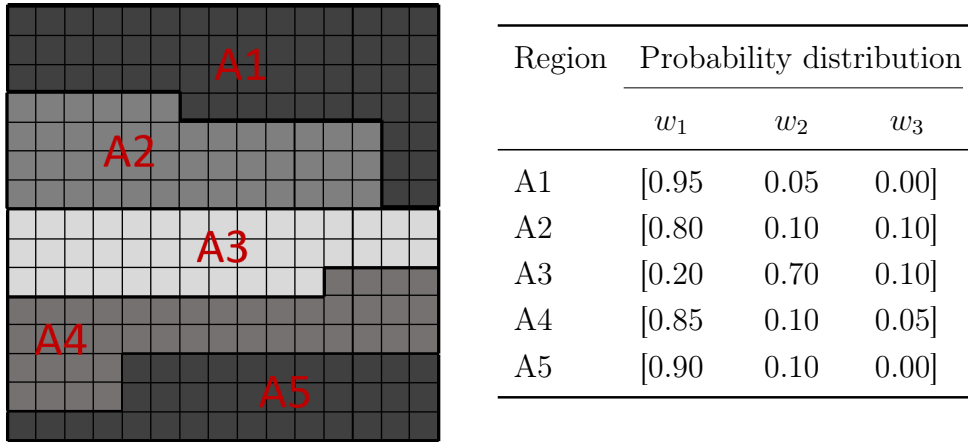 A1
A2
A3
A4
A5
Region Probability distribution
w₁ w₂ w₃
A1 [0.95 0.05 0.00]
A2 [0.80 0.10 0.10]
A3 [0.20 0.70 0.10]
A4 [0.85 0.10 0.05]
A5 [0.90 0.10 0.00]